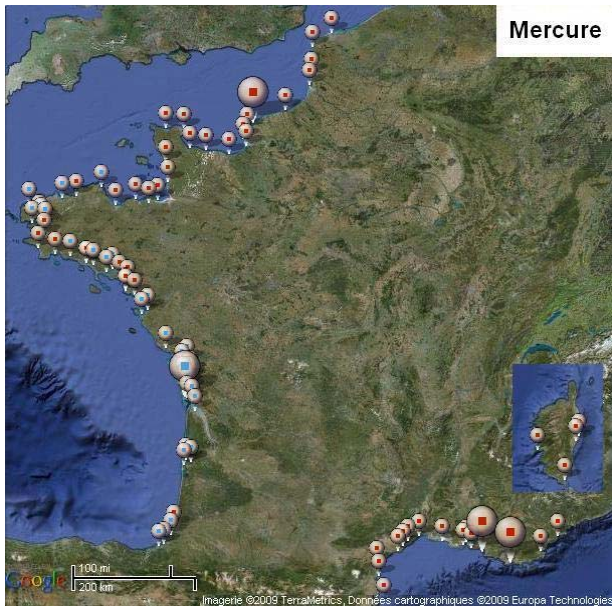 Mercure
100 mi
200 km
Google
Imagerie ©2009 TerraMetrics, Données cartographiques ©2009 Europa Technologies